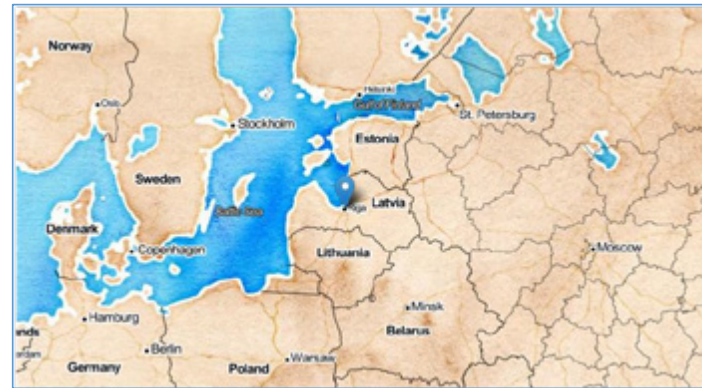 Norway
Helsinki
Gulf of Finland
Oslo
St. Petersburg
Stockholm
Estonia
Sweden
Baltic Sea
Riga
Latvia
Denmark
Copenhagen
Lithuania
Moscow
Minsk
Hamburg
Belarus
Berlin
Germany
Poland
Warsaw